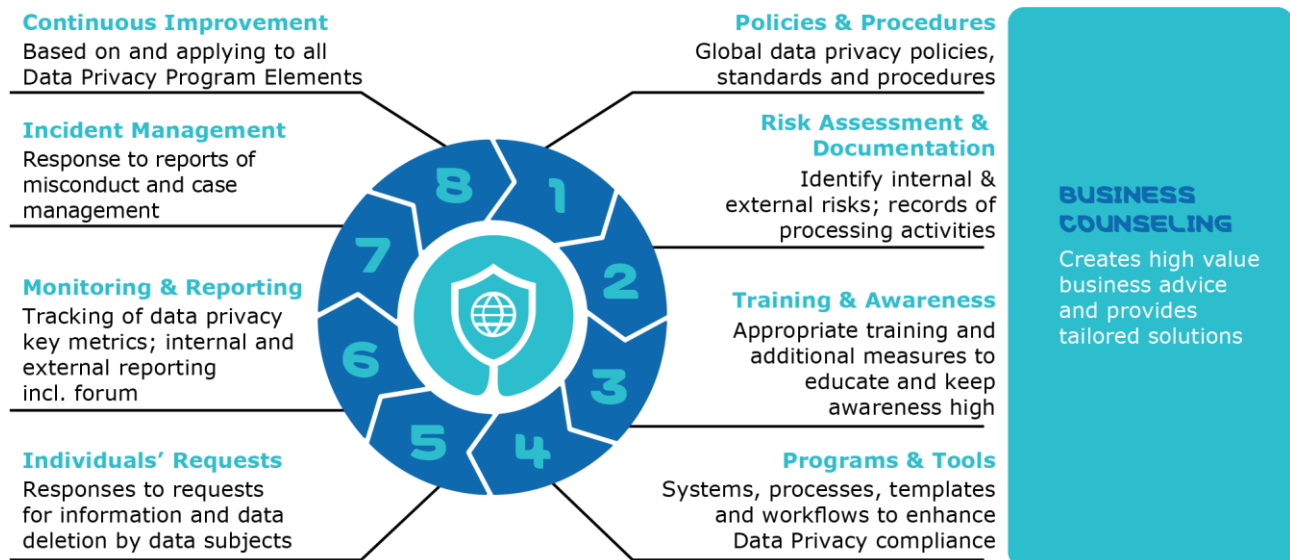 Continuous Improvement
Based on and applying to all
Data Privacy Program Elements
Incident Management
Response to reports of
misconduct and case
management
Monitoring & Reporting
Tracking of data privacy
key metrics; internal and
external reporting
incl. forum
Individuals’ Requests
Responses to requests
for information and data
deletion by data subjects
8
1
7
2
6
3
5
4
Policies & Procedures
Global data privacy policies,
standards and procedures
Risk Assessment &
Documentation
Identify internal &
external risks; records of
processing activities
Training & Awareness
Appropriate training and
additional measures to
educate and keep
awareness high
Programs & Tools
Systems, processes, templates
and workflows to enhance
Data Privacy compliance
BUSINESS
COUNSELING
Creates high value
business advice
and provides
tailored solutions